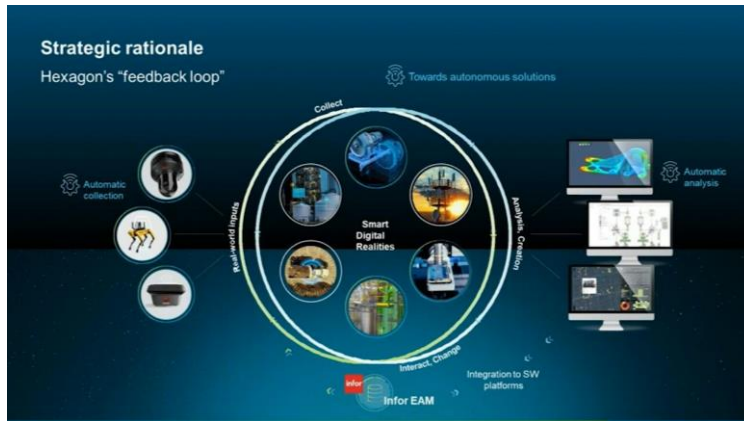 Strategic rationale
Hexagon's "feedback loop"
Towards autonomous solutions
Collect
Automatic
collection
Automatic
analysis
Real-world inputs
Smart
Digital
Realities
Analysis, Creation
Interact, Change
Integration to SW
platforms
infor
Infor EAM